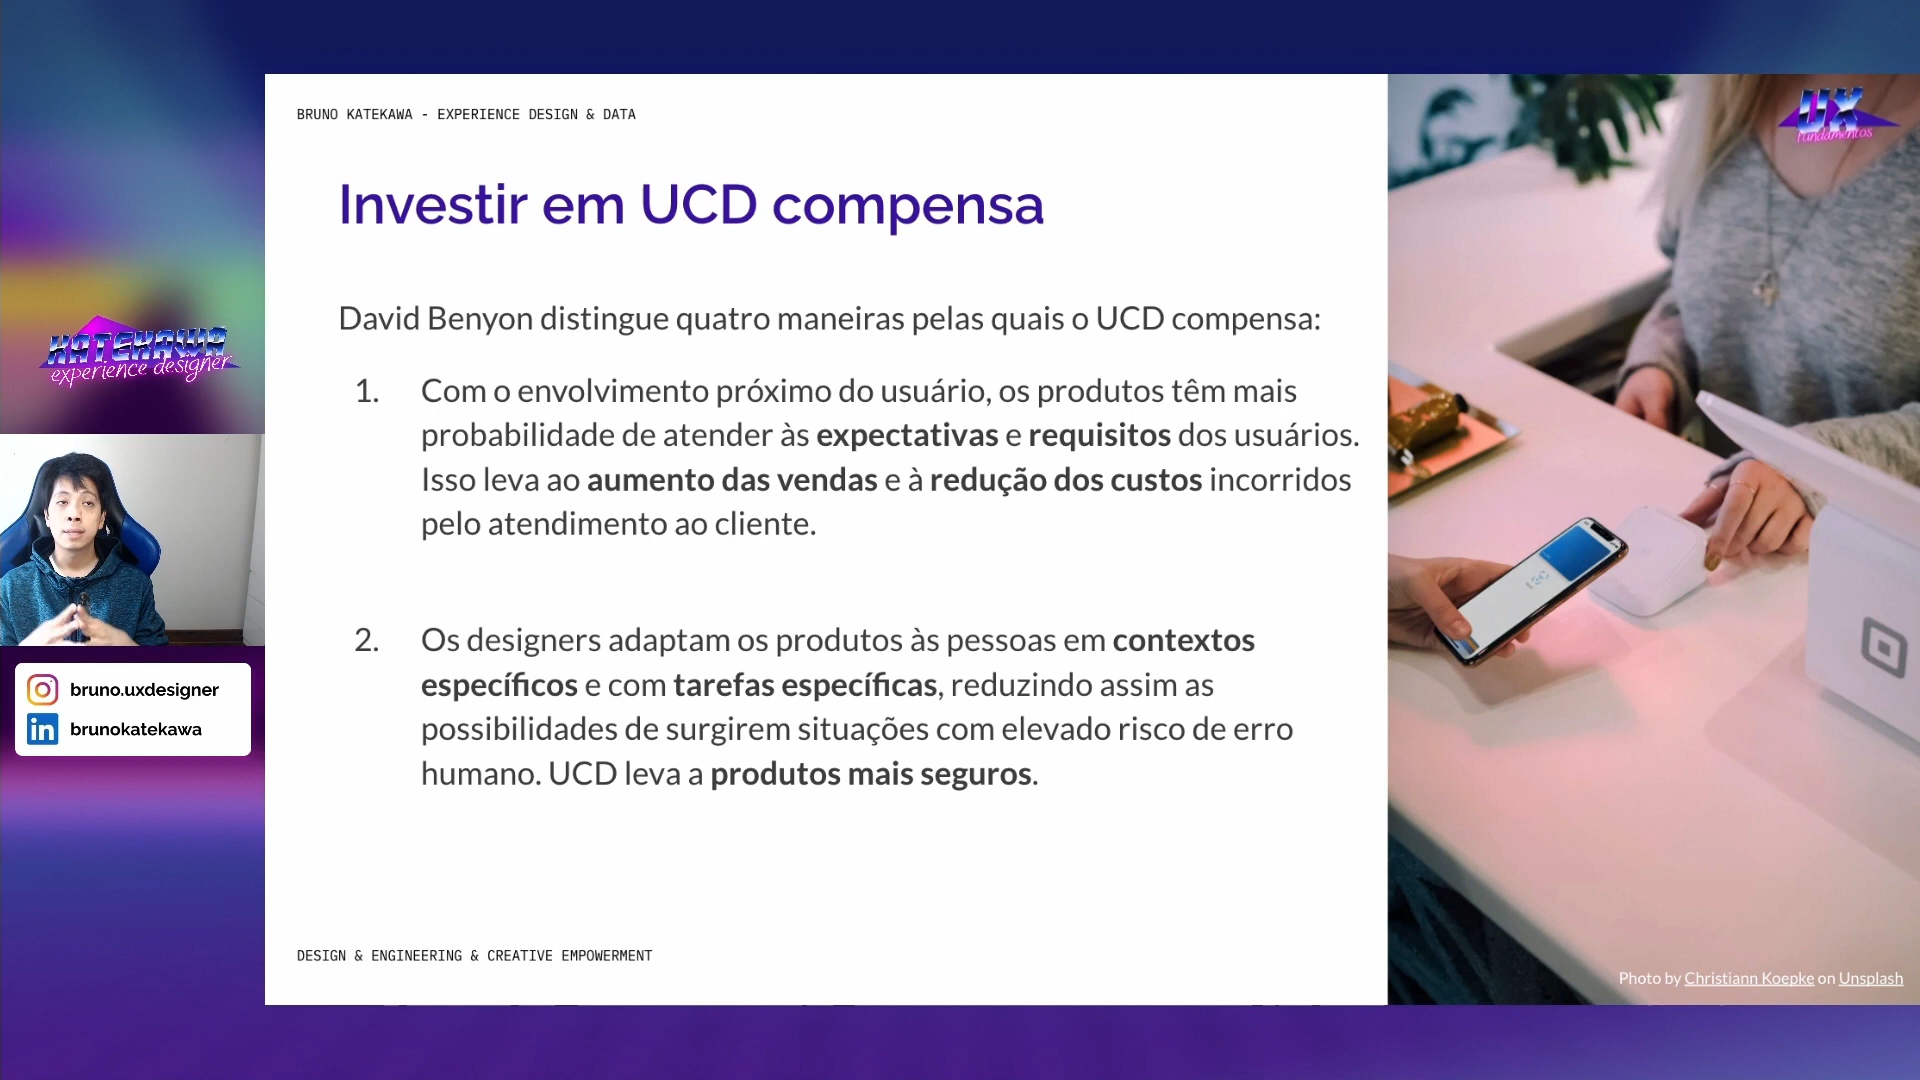 BRUNO KATEKAWA - EXPERIENCE DESIGN & DATA
UX
fundamentos
Investir em UCD compensa
David Benyon distingue quatro maneiras pelas quais o UCD compensa:
1. Com o envolvimento próximo do usuário, os produtos têm mais
probabilidade de atender às expectativas e requisitos dos usuários.
Isso leva ao aumento das vendas e à redução dos custos incorridos
pelo atendimento ao cliente.
2. Os designers adaptam os produtos às pessoas em contextos
específicos e com tarefas específicas, reduzindo assim as
possibilidades de surgirem situações com elevado risco de erro
humano. UCD leva a produtos mais seguros.
KATEKAWA
experience designer
bruno.uxdesigner
in brunokatekawa
DESIGN & ENGINEERING & CREATIVE EMPOWERMENT
Photo by Christiann Koepke on Unsplash